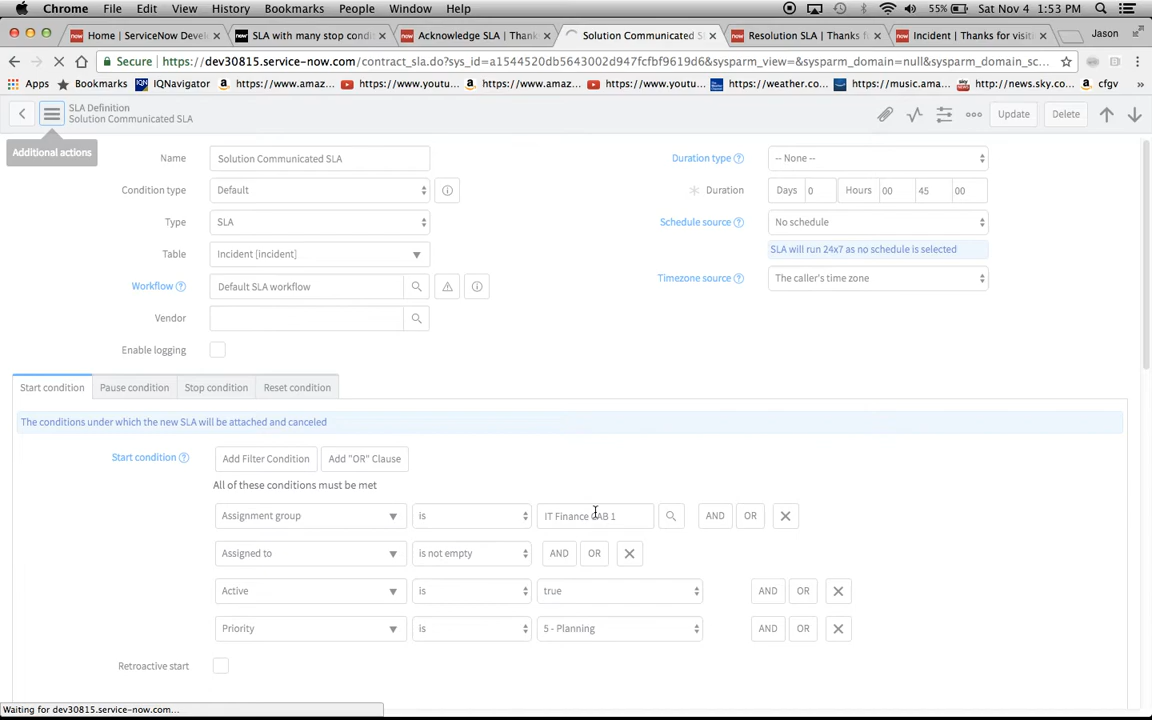 Chrome File Edit View History Bookmarks People Window Help 55% Sat Nov 4 1:53 PM
Home | ServiceNow Devel SLA with many stop condit Acknowledge SLA | Thank Solution Communicated S Resolution SLA | Thanks f Incident | Thanks for visiti Jason
Secure https://dev30815.service-now.com/contract_sla.do?sys_id=a1544520db5643002d947fcfbf9619d6&sysparm_view=&sysparm_domain=null&sysparm_domain_sc...
Apps Bookmarks IQNavigator https://www.amaz... https://www.youtu... https://www.amaz... https://www.youtu... https://weather.co... https://music.ama... http://news.sky.co... cfgv
SLA Definition
Solution Communicated SLA
Update Delete
Additional actions
Name Solution Communicated SLA Duration type -- None --
Condition type Default Duration Days 0 Hours 00 45 00
Type SLA Schedule source No schedule
SLA will run 24x7 as no schedule is selected
Table Incident [incident]
Timezone source The caller's time zone
Workflow Default SLA workflow
Vendor
Enable logging
Start condition Pause condition Stop condition Reset condition
The conditions under which the new SLA will be attached and canceled
Start condition Add Filter Condition Add "OR" Clause
All of these conditions must be met
Assignment group is IT Finance CAB 1 AND OR
Assigned to is not empty AND OR
Active is true AND OR
Priority is 5 - Planning AND OR
Retroactive start
Waiting for dev30815.service-now.com...